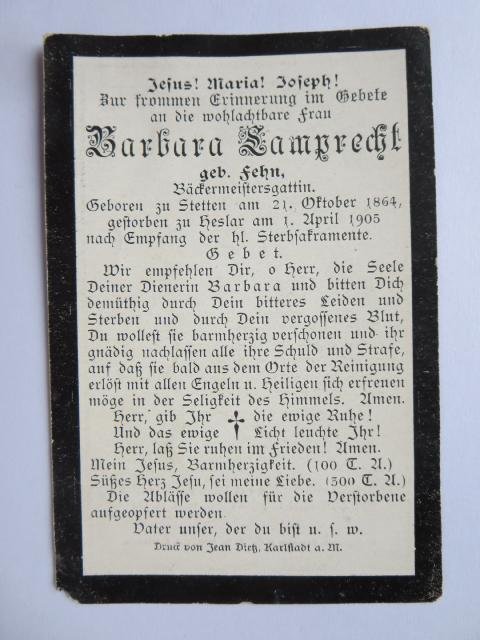 Jesus! Maria! Joseph!
Zur frommen Erinnerung im Gebete
an die wohlachtbare Frau
Barbara Lamprecht
geb. Fehn,
Bäckermeistersgattin.
Geboren zu Stetten am 21. Oktober 1864,
gestorben zu Heslar am 1. April 1905
nach Empfang der hl. Sterbsakramente.
Gebet.
Wir empfehlen Dir, o Herr, die Seele
Deiner Dienerin Barbara und bitten Dich
demüthig durch Dein bitteres Leiden und
Sterben und durch Dein vergossenes Blut,
Du wollest sie barmherzig verschonen und ihr
gnädig nachlassen alle ihre Schuld und Strafe,
auf daß sie bald aus dem Orte der Reinigung
erlöst mit allen Engeln u. Heiligen sich erfreuen
möge in der Seligkeit des Himmels. Amen.
Herr, gib Ihr † die ewige Ruhe!
Und das ewige Licht leuchte Ihr!
Herr, laß Sie ruhen im Frieden! Amen.
Mein Jesus, Barmherzigkeit. (100 T. A.)
Süßes Herz Jesu, sei meine Liebe. (300 T. A.)
Die Ablässe wollen für die Verstorbene
aufgeopfert werden.
Vater unser, der du bist u. s. w.
Druck von Jean Dietz, Karlstadt a. M.